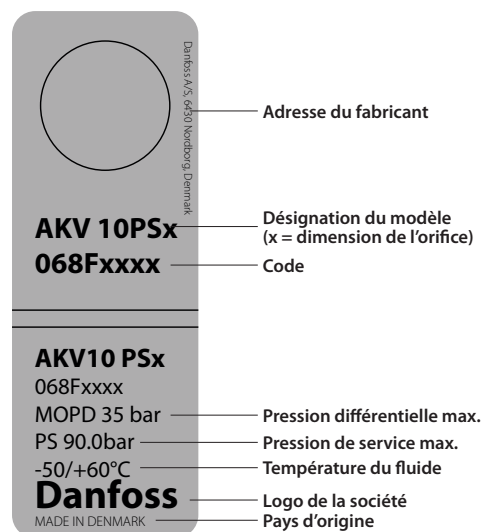 Danfoss A/S, 6430 Nordborg, Denmark
Adresse du fabricant
AKV 10PSx
Désignation du modèle
(x = dimension de l'orifice)
068Fxxxx
Code
AKV10 PSx
068Fxxxx
MOPD 35 bar
Pression différentielle max.
PS 90.0bar
Pression de service max.
-50/+60°C
Température du fluide
Danfoss
Logo de la société
MADE IN DENMARK
Pays d'origine